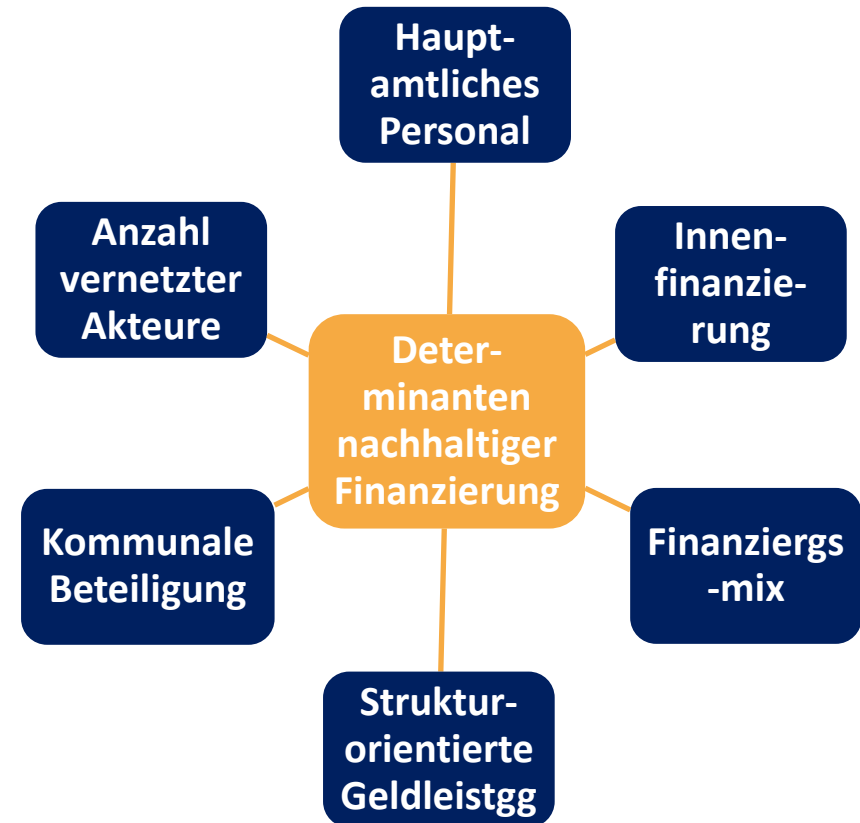 Haupt-
amtliches
Personal
Anzahl
vernetzter
Akteure
Innen-
finanzie-
rung
Deter-
minanten
nachhaltiger
Finanzierung
Kommunale
Beteiligung
Finanziergs
-mix
Struktur-
orientierte
Geldleistgg